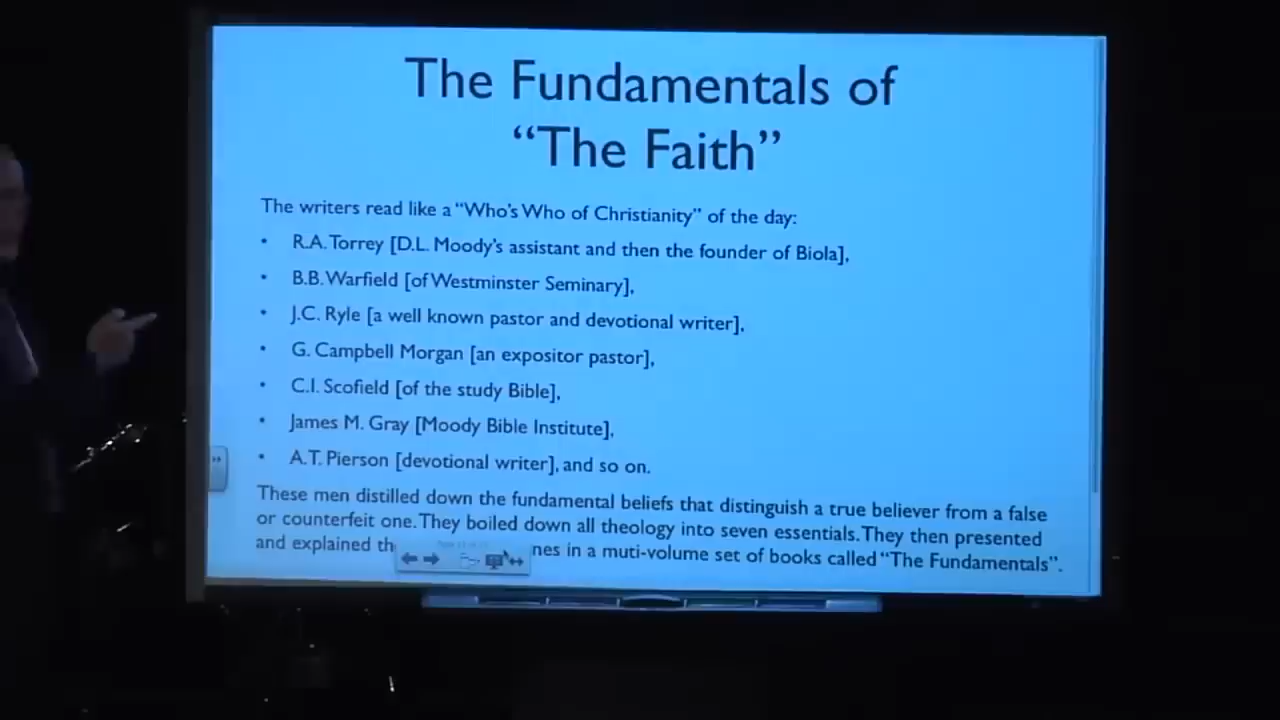 The Fundamentals of
“The Faith”
The writers read like a “Who’s Who of Christianity” of the day:
• R.A. Torrey [D.L. Moody’s assistant and then the founder of Biola],
• B.B. Warfield [of Westminster Seminary],
• J.C. Ryle [a well known pastor and devotional writer],
• G. Campbell Morgan [an expositor pastor],
• C.I. Scofield [of the study Bible],
• James M. Gray [Moody Bible Institute],
• A.T. Pierson [devotional writer], and so on.
These men distilled down the fundamental beliefs that distinguish a true believer from a false
or counterfeit one. They boiled down all theology into seven essentials. They then presented
and explained th nes in a muti-volume set of books called “The Fundamentals”.